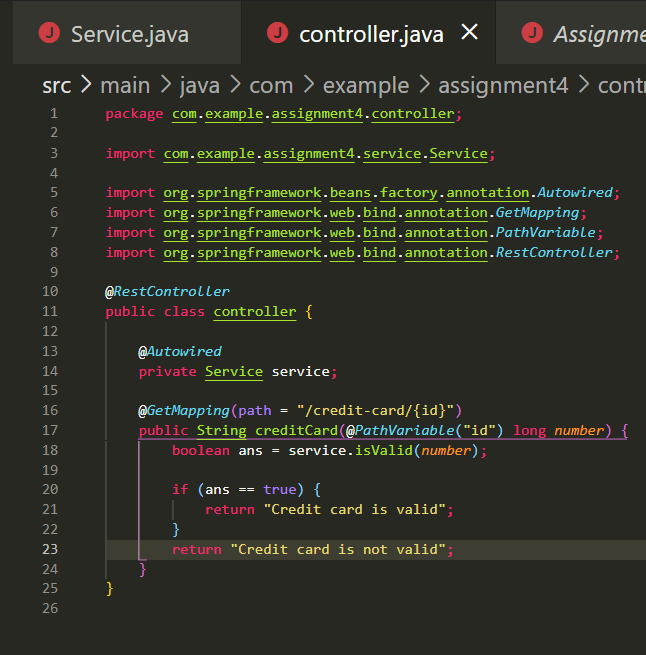 Service.java controller.java Assignme
src > main > java > com > example > assignment4 > cont
1 package com.example.assignment4.controller;
2
3 import com.example.assignment4.service.Service;
4
5 import org.springframework.beans.factory.annotation.Autowired;
6 import org.springframework.web.bind.annotation.GetMapping;
7 import org.springframework.web.bind.annotation.PathVariable;
8 import org.springframework.web.bind.annotation.RestController;
9
10 @RestController
11 public class controller {
12
13 @Autowired
14 private Service service;
15
16 @GetMapping(path = "/credit-card/{id}")
17 public String creditCard(@PathVariable("id") long number) {
18 boolean ans = service.isValid(number);
19
20 if (ans == true) {
21 return "Credit card is valid";
22 }
23 return "Credit card is not valid";
24 }
25 }
26